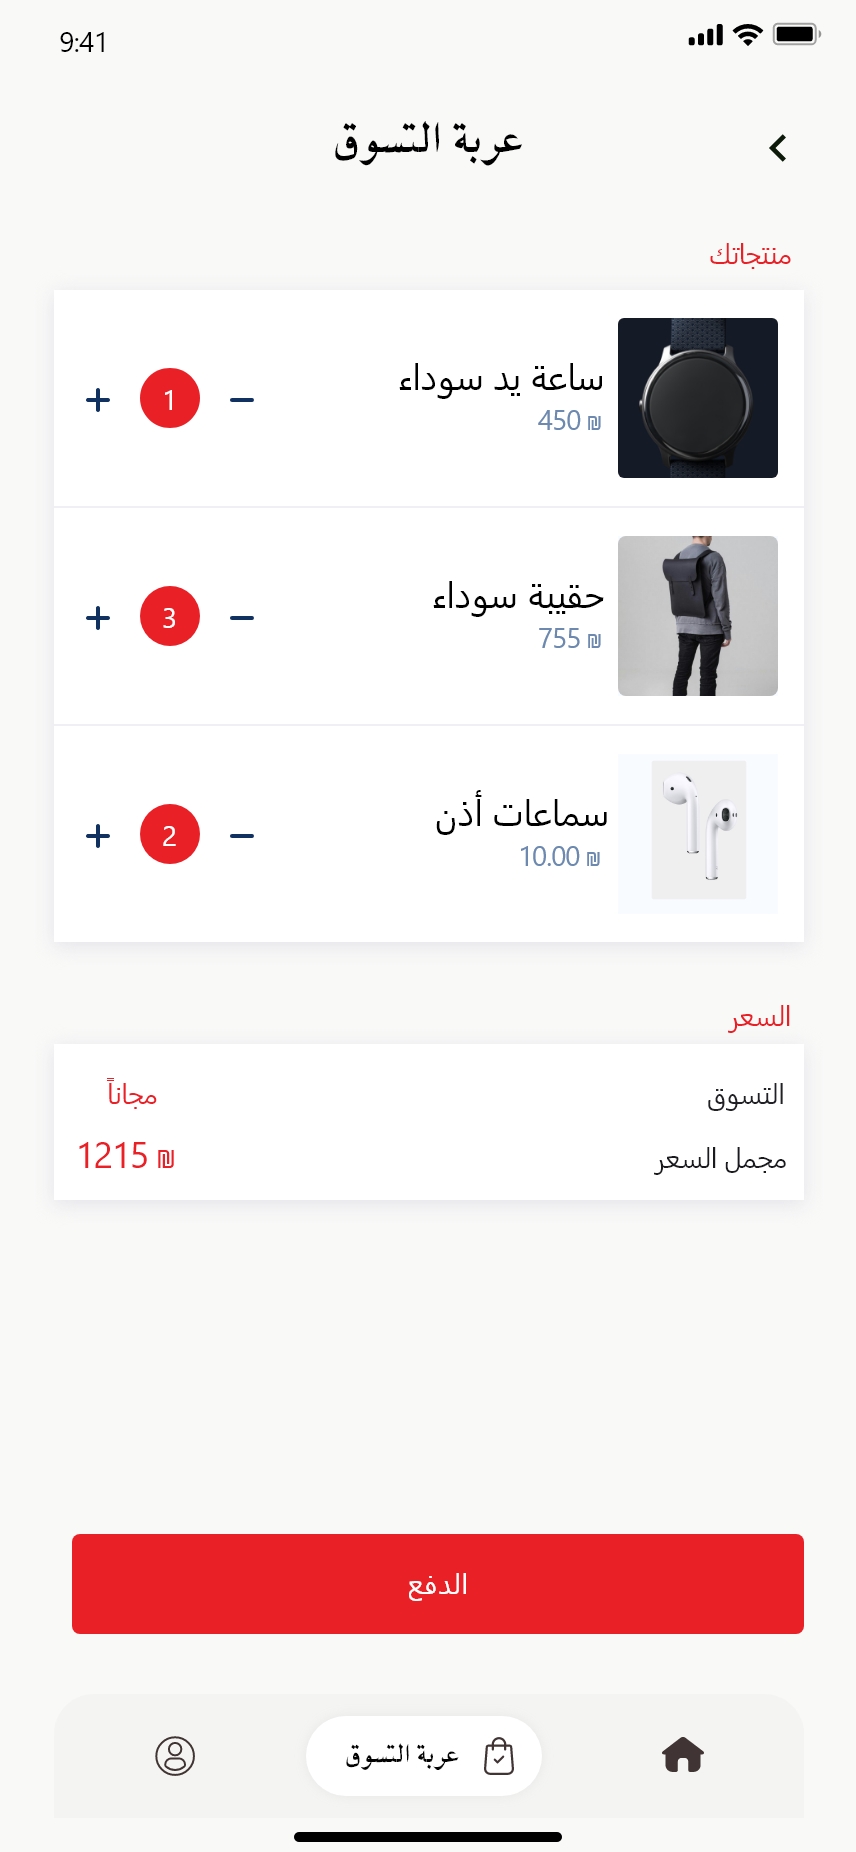 9:41
عربة التسوق
منتجاتك
ساعة يد سوداء
450 ₪
1
حقيبة سوداء
755 ₪
3
سماعات أذن
10.00 ₪
2
السعر
التسوق مجاناً
مجمل السعر 1215 ₪
الدفع
عربة التسوق